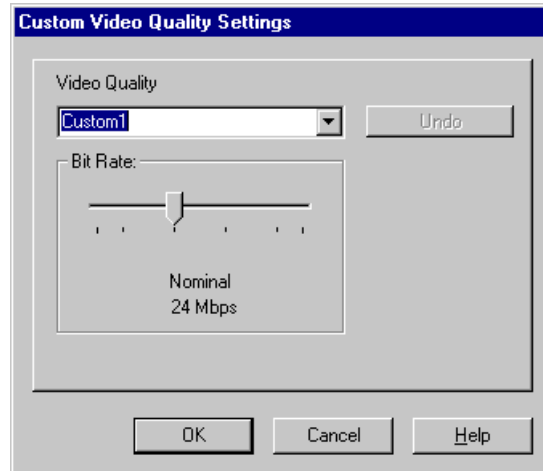 Custom Video Quality Settings
Video Quality
Custom1
Undo
Bit Rate:
Nominal
24 Mbps
OK
Cancel
Help